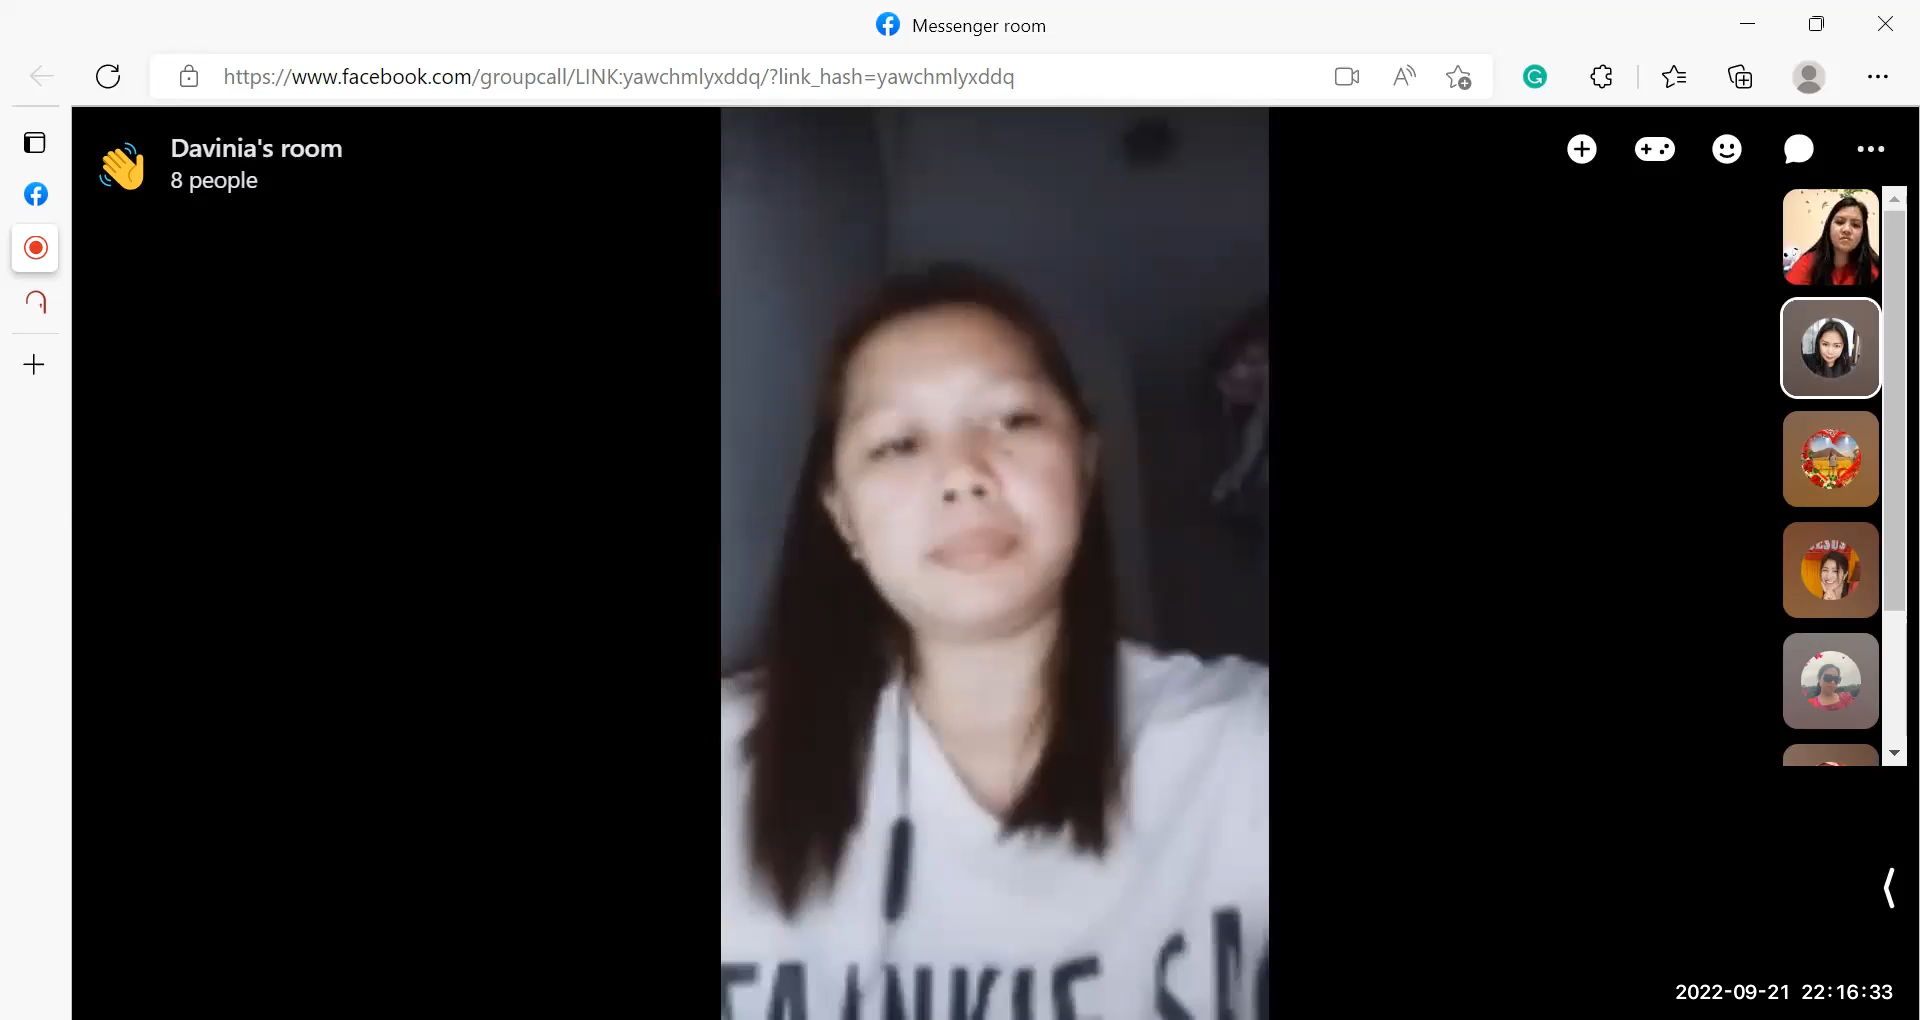 Messenger room
https://www.facebook.com/groupcall/LINK:yawchmlyxddq/?link_hash=yawchmlyxddq
Davinia's room
8 people
JESUS
2022-09-21 22:16:33